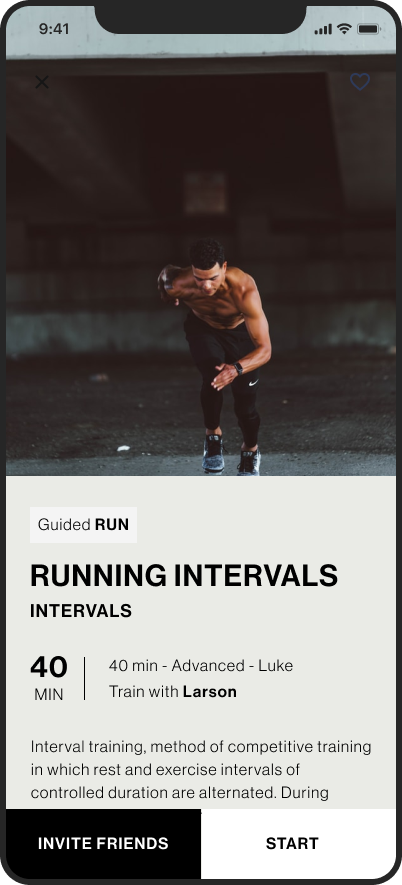 9:41
Guided RUN
RUNNING INTERVALS
INTERVALS
40
MIN
40 min - Advanced - Luke
Train with Larson
Interval training, method of competitive training
in which rest and exercise intervals of
controlled duration are alternated. During
INVITE FRIENDS
START